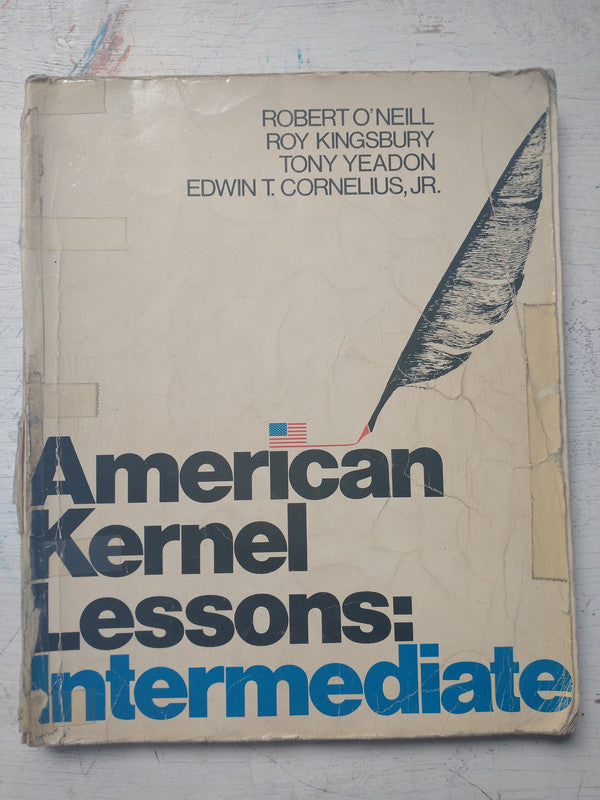 ROBERT O'NEILL
ROY KINGSBURY
TONY YEADON
EDWIN T. CORNELIUS, JR.
American
Kernel
Lessons:
Intermediate